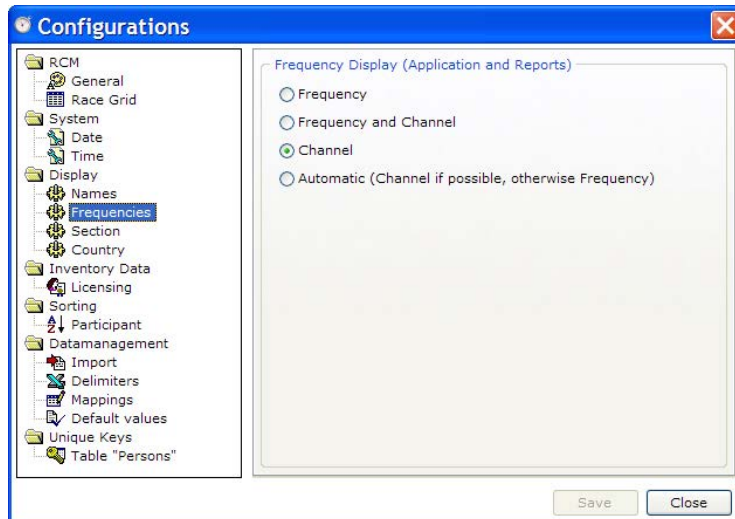 Configurations
RCM
General
Race Grid
System
Date
Time
Display
Names
Frequencies
Section
Country
Inventory Data
Licensing
Sorting
Participant
Datamanagement
Import
Delimiters
Mappings
Default values
Unique Keys
Table "Persons"
Frequency Display (Application and Reports)
Frequency
Frequency and Channel
Channel
Automatic (Channel if possible, otherwise Frequency)
Save
Close